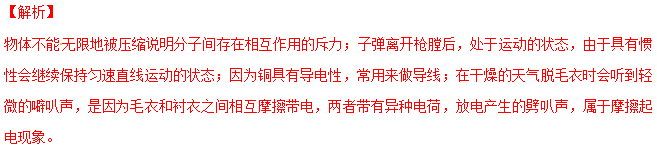 【解析】
物体不能无限地被压缩说明分子间存在相互作用的斥力；子弹离开枪膛后，处于运动的状态，由于具有惯
性会继续保持匀速直线运动的状态；因为铜具有导电性，常用来做导线；在干燥的天气脱毛衣时会听到轻
微的噼叭声，是因为毛衣和衬衣之间相互摩擦带电，两者带有异种电荷，放电产生的劈叭声，属于摩擦起
电现象。